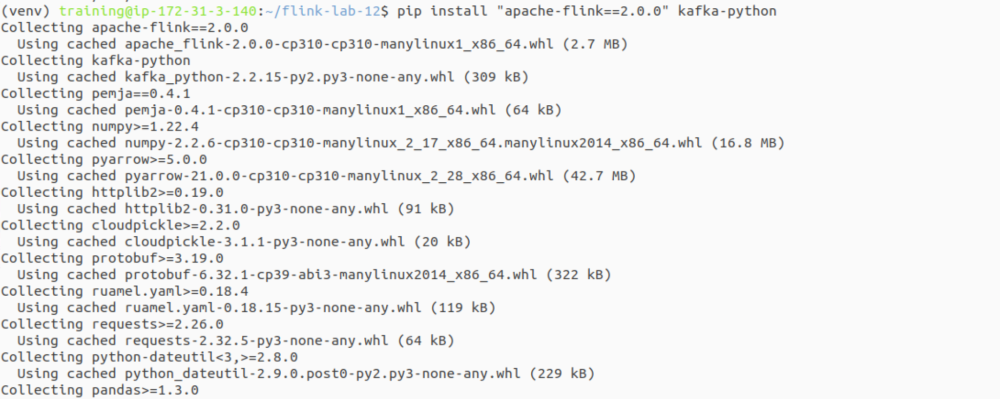 (venv) training@ip-172-31-3-140:~/flink-lab-12$ pip install "apache-flink==2.0.0" kafka-python
Collecting apache-flink==2.0.0
  Using cached apache_flink-2.0.0-cp310-cp310-manylinux1_x86_64.whl (2.7 MB)
Collecting kafka-python
  Using cached kafka_python-2.2.15-py2.py3-none-any.whl (309 kB)
Collecting pemja==0.4.1
  Using cached pemja-0.4.1-cp310-cp310-manylinux1_x86_64.whl (64 kB)
Collecting numpy>=1.22.4
  Using cached numpy-2.2.6-cp310-cp310-manylinux_2_17_x86_64.manylinux2014_x86_64.whl (16.8 MB)
Collecting pyarrow>=5.0.0
  Using cached pyarrow-21.0.0-cp310-cp310-manylinux_2_28_x86_64.whl (42.7 MB)
Collecting httplib2>=0.19.0
  Using cached httplib2-0.31.0-py3-none-any.whl (91 kB)
Collecting cloudpickle>=2.2.0
  Using cached cloudpickle-3.1.1-py3-none-any.whl (20 kB)
Collecting protobuf>=3.19.0
  Using cached protobuf-6.32.1-cp39-abi3-manylinux2014_x86_64.whl (322 kB)
Collecting ruamel.yaml>=0.18.4
  Using cached ruamel.yaml-0.18.15-py3-none-any.whl (119 kB)
Collecting requests>=2.26.0
  Using cached requests-2.32.5-py3-none-any.whl (64 kB)
Collecting python-dateutil<3,>=2.8.0
  Using cached python_dateutil-2.9.0.post0-py2.py3-none-any.whl (229 kB)
Collecting pandas>=1.3.0